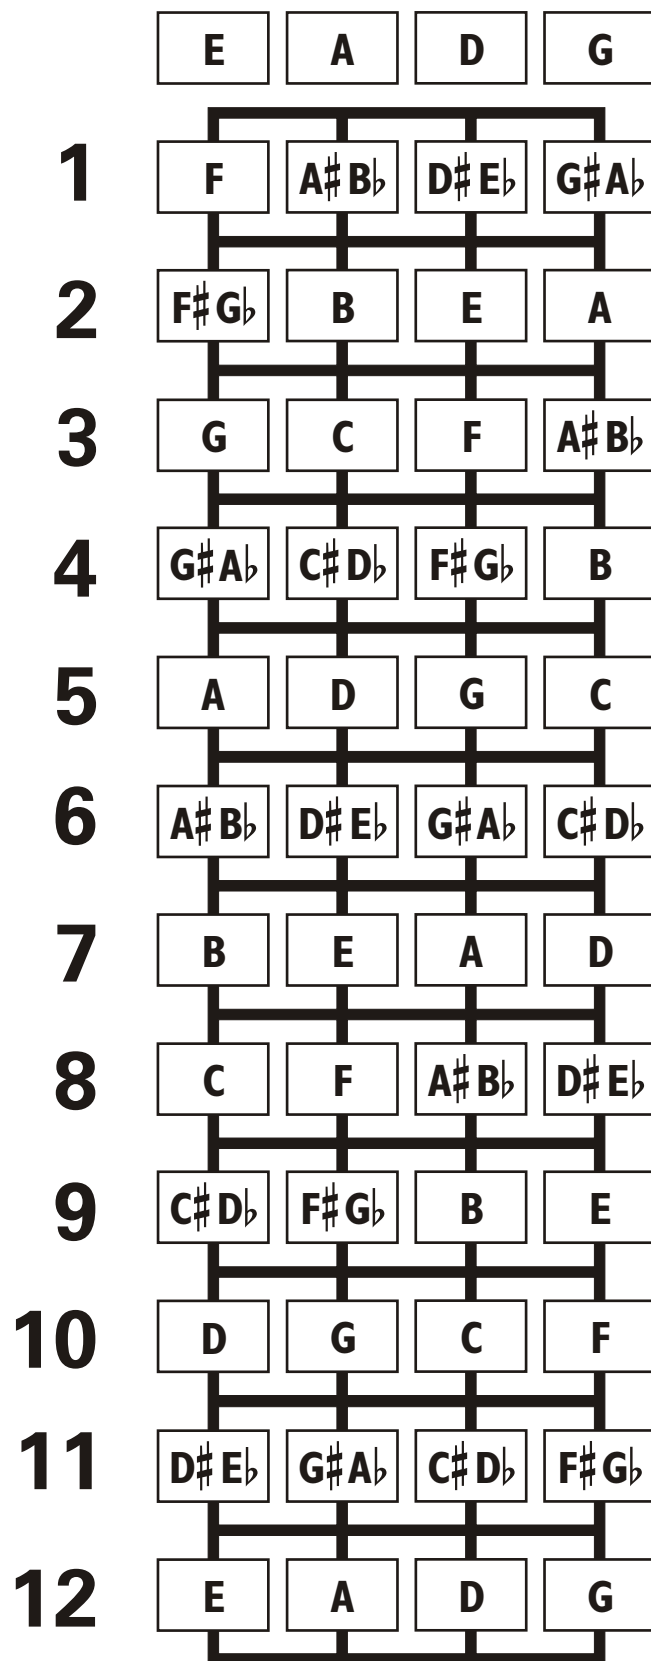 E A D G
1 F A♯B♭ D♯E♭ G♯A♭
2 F♯G♭ B E A
3 G C F A♯B♭
4 G♯A♭ C♯D♭ F♯G♭ B
5 A D G C
6 A♯B♭ D♯E♭ G♯A♭ C♯D♭
7 B E A D
8 C F A♯B♭ D♯E♭
9 C♯D♭ F♯G♭ B E
10 D G C F
11 D♯E♭ G♯A♭ C♯D♭ F♯G♭
12 E A D G